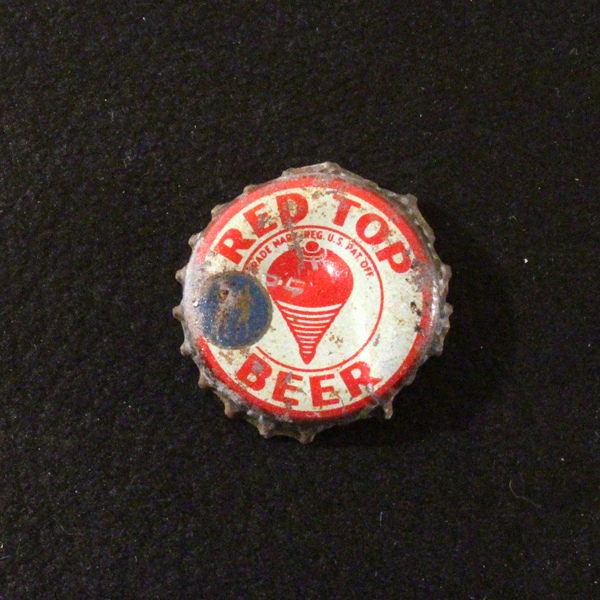 RED TOP
TRADE MARK REG. U.S. PAT. OFF.
BEER